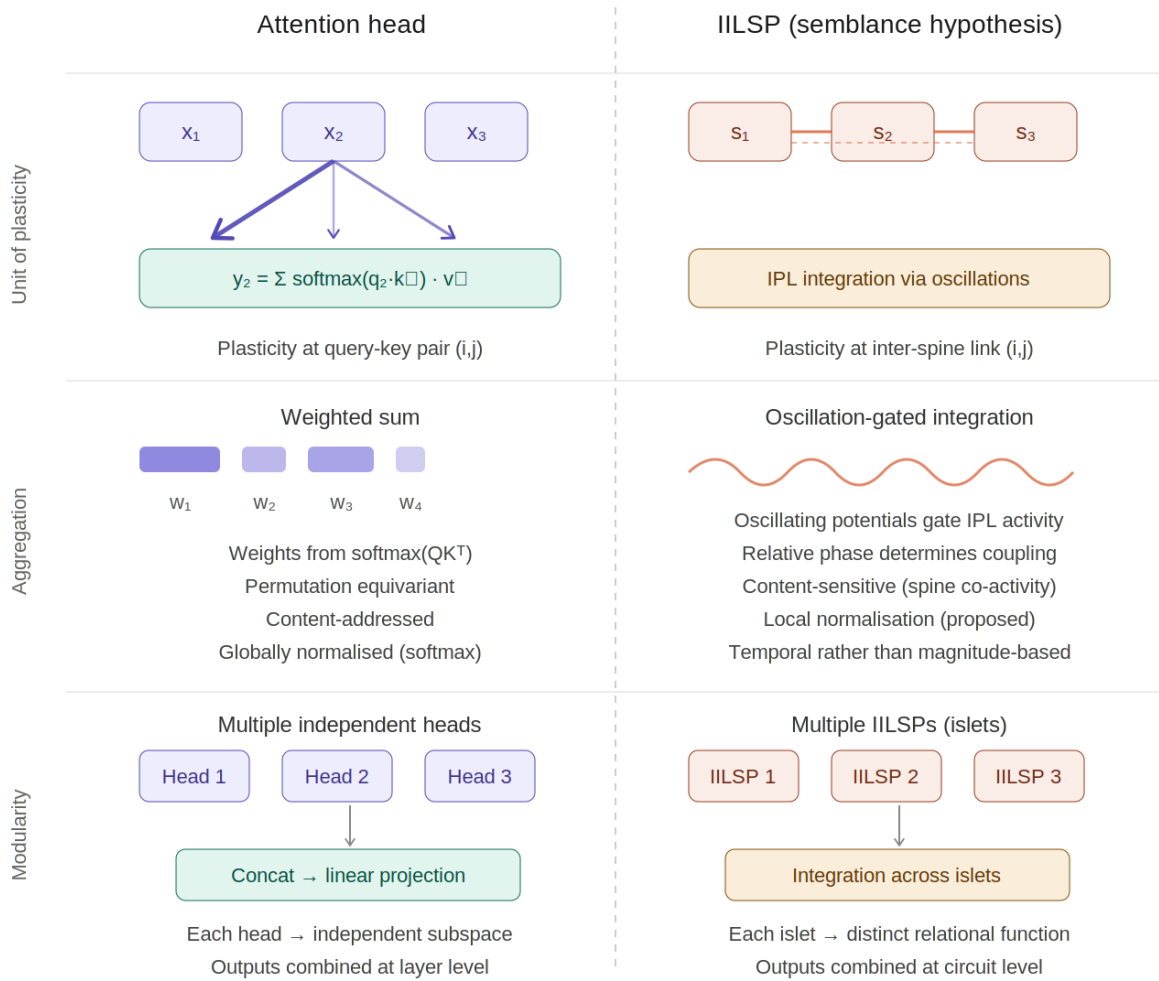 Attention head
IILSP (semblance hypothesis)
Unit of plasticity
x₁
x₂
x₃
s₁
s₂
s₃
y₂ = Σ softmax(q₂·k▯) · v▯
IPL integration via oscillations
Plasticity at query-key pair (i,j)
Plasticity at inter-spine link (i,j)
Aggregation
Weighted sum
w₁
w₂
w₃
w₄
Weights from softmax(QKᵀ)
Permutation equivariant
Content-addressed
Globally normalised (softmax)
Oscillation-gated integration
Oscillating potentials gate IPL activity
Relative phase determines coupling
Content-sensitive (spine co-activity)
Local normalisation (proposed)
Temporal rather than magnitude-based
Modularity
Multiple independent heads
Head 1
Head 2
Head 3
Concat → linear projection
Each head → independent subspace
Outputs combined at layer level
Multiple IILSPs (islets)
IILSP 1
IILSP 2
IILSP 3
Integration across islets
Each islet → distinct relational function
Outputs combined at circuit level